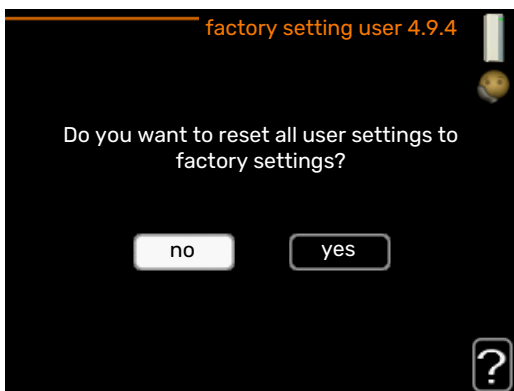 factory setting user 4.9.4
Do you want to reset all user settings to
factory settings?
no yes
?